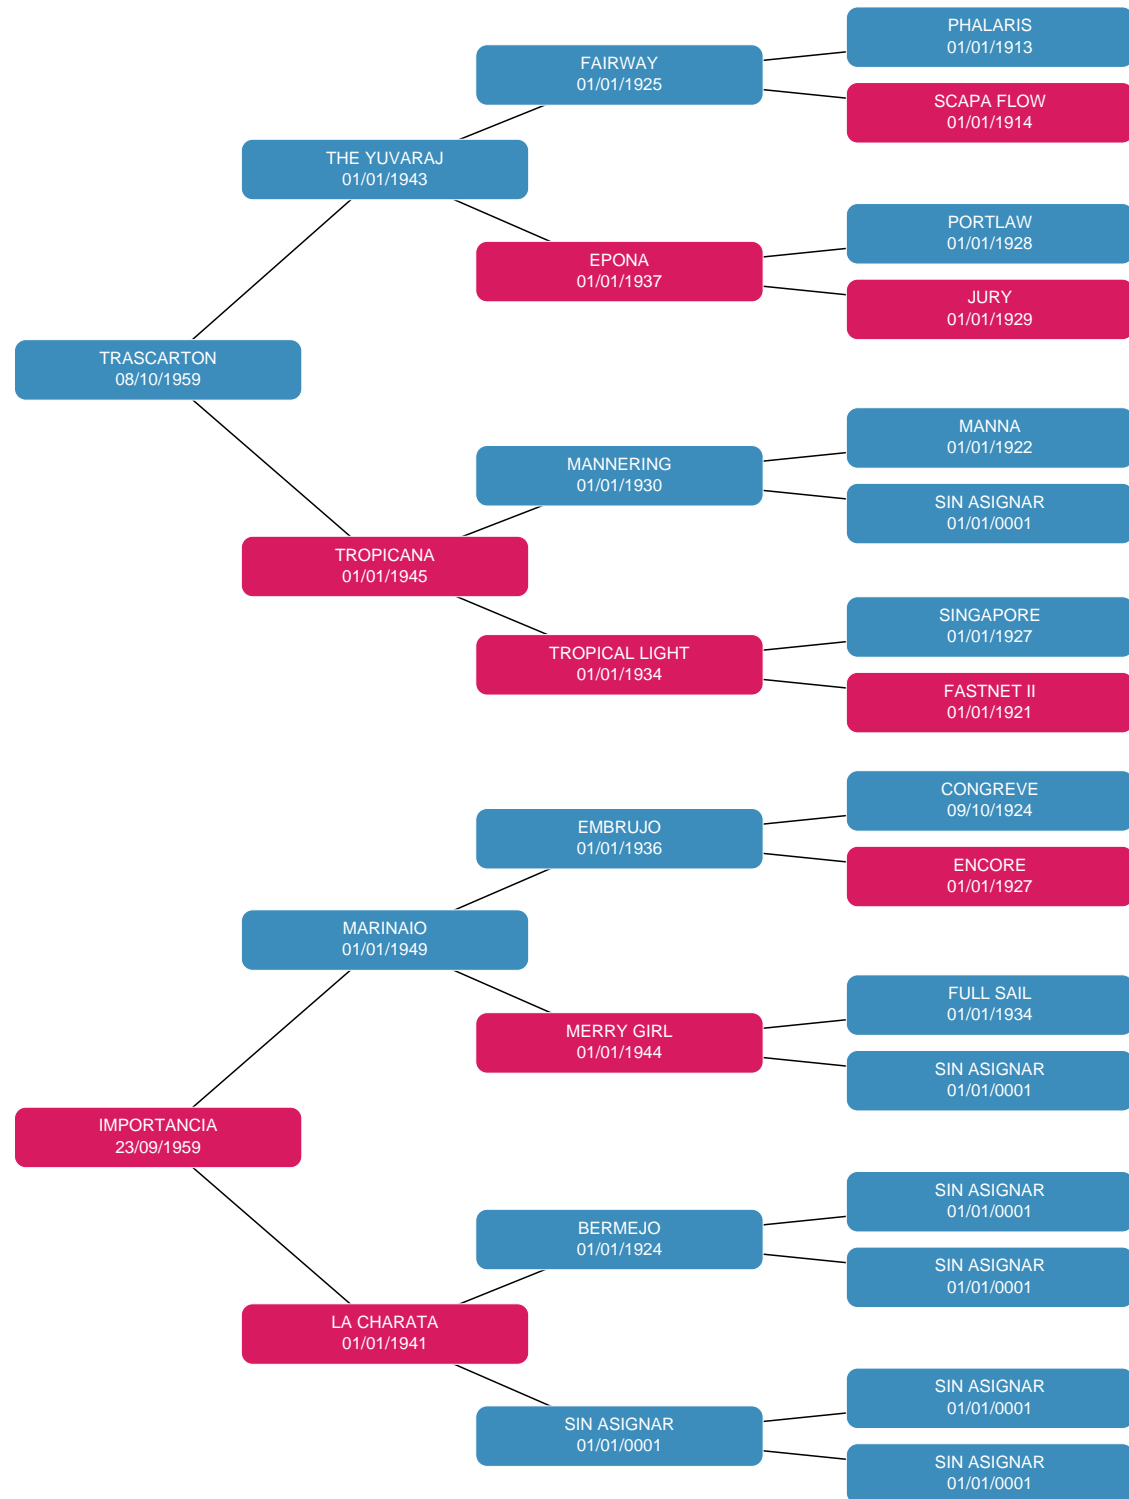 PHALARIS
01/01/1913
FAIRWAY
01/01/1925
SCAPA FLOW
01/01/1914
THE YUVARAJ
01/01/1943
PORTLAW
01/01/1928
EPONA
01/01/1937
JURY
01/01/1929
TRASCARTON
08/10/1959
MANNA
01/01/1922
MANNERING
01/01/1930
SIN ASIGNAR
01/01/0001
TROPICANA
01/01/1945
SINGAPORE
01/01/1927
TROPICAL LIGHT
01/01/1934
FASTNET II
01/01/1921
CONGREVE
09/10/1924
EMBRUJO
01/01/1936
ENCORE
01/01/1927
MARINAIO
01/01/1949
FULL SAIL
01/01/1934
MERRY GIRL
01/01/1944
SIN ASIGNAR
01/01/0001
IMPORTANCIA
23/09/1959
SIN ASIGNAR
01/01/0001
BERMEJO
01/01/1924
SIN ASIGNAR
01/01/0001
LA CHARATA
01/01/1941
SIN ASIGNAR
01/01/0001
SIN ASIGNAR
01/01/0001
SIN ASIGNAR
01/01/0001